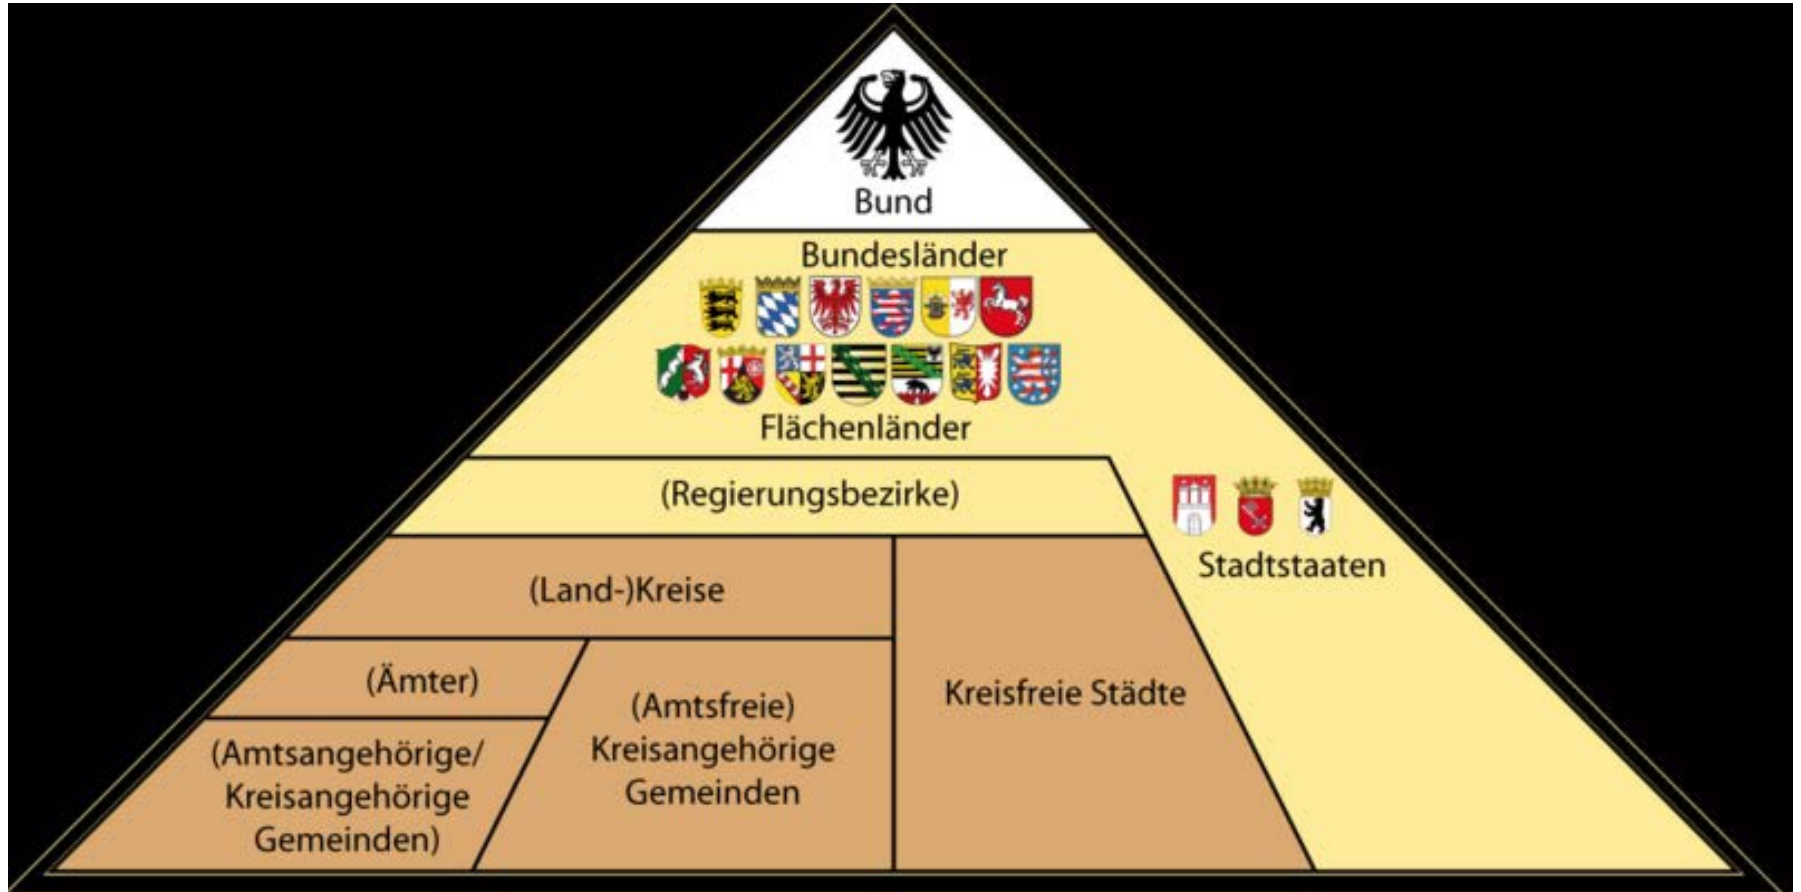 Bund
Bundesländer
Flächenländer
(Regierungsbezirke)
Stadtstaaten
(Land-)Kreise
(Ämter)
(Amtsangehörige/
Kreisangehörige
Gemeinden)
(Amtsfreie)
Kreisangehörige
Gemeinden
Kreisfreie Städte